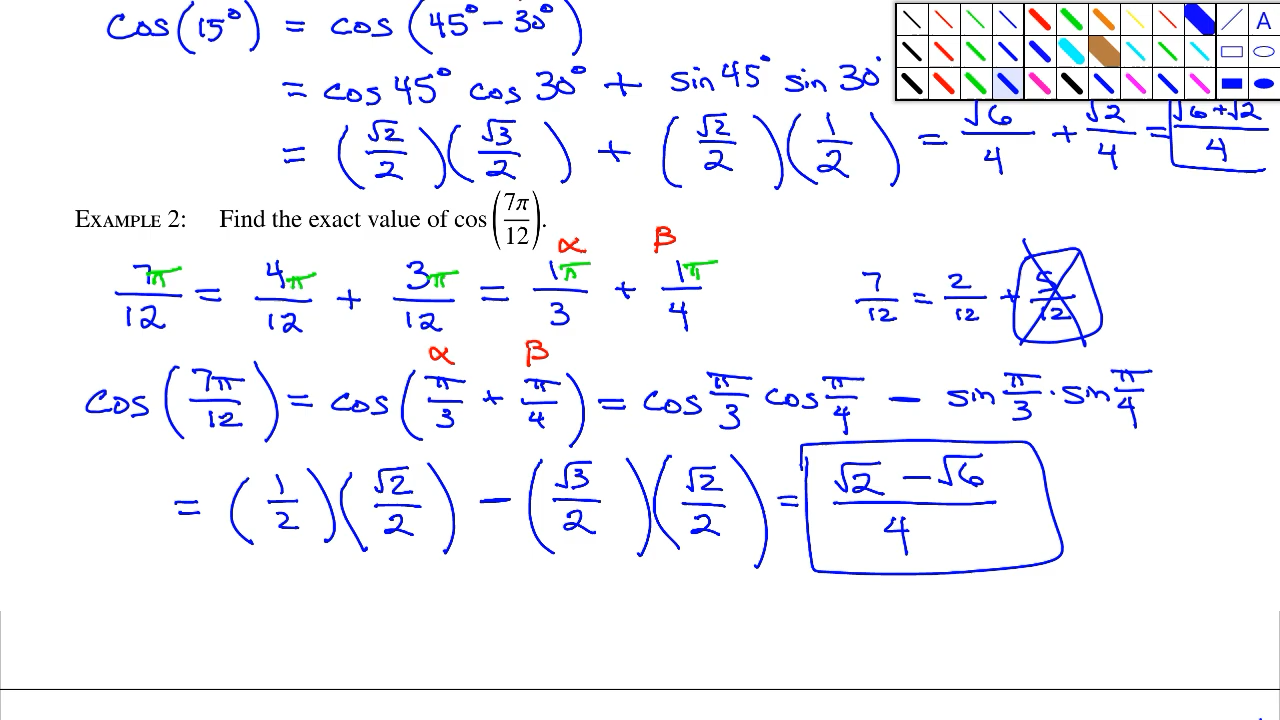 cos(15°) = cos(45° - 30°)
= cos 45° cos 30° + sin 45° sin 30°
= (√2/2)(√3/2) + (√2/2)(1/2) = √6/4 + √2/4 = (√6+√2)/4
EXAMPLE 2: Find the exact value of cos(7π/12).
α β
7π/12 = 4π/12 + 3π/12 = 1π/3 + 1π/4 7/12 = 2/12 + 5/12
α β
cos(7π/12) = cos(π/3 + π/4) = cos π/3 cos π/4 - sin π/3 · sin π/4
= (1/2)(√2/2) - (√3/2)(√2/2) = (√2 - √6)/4
A